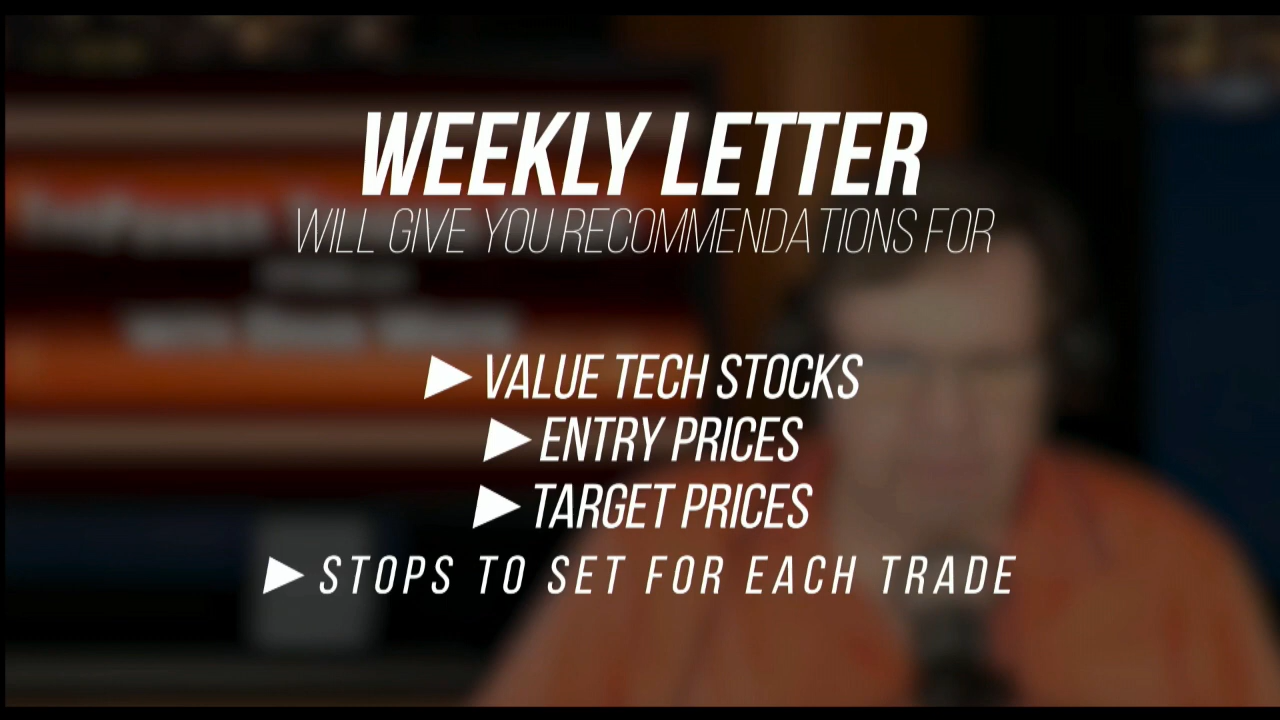 WEEKLY LETTER
WILL GIVE YOU RECOMMENDATIONS FOR
▶ VALUE TECH STOCKS
▶ ENTRY PRICES
▶ TARGET PRICES
▶ STOPS TO SET FOR EACH TRADE